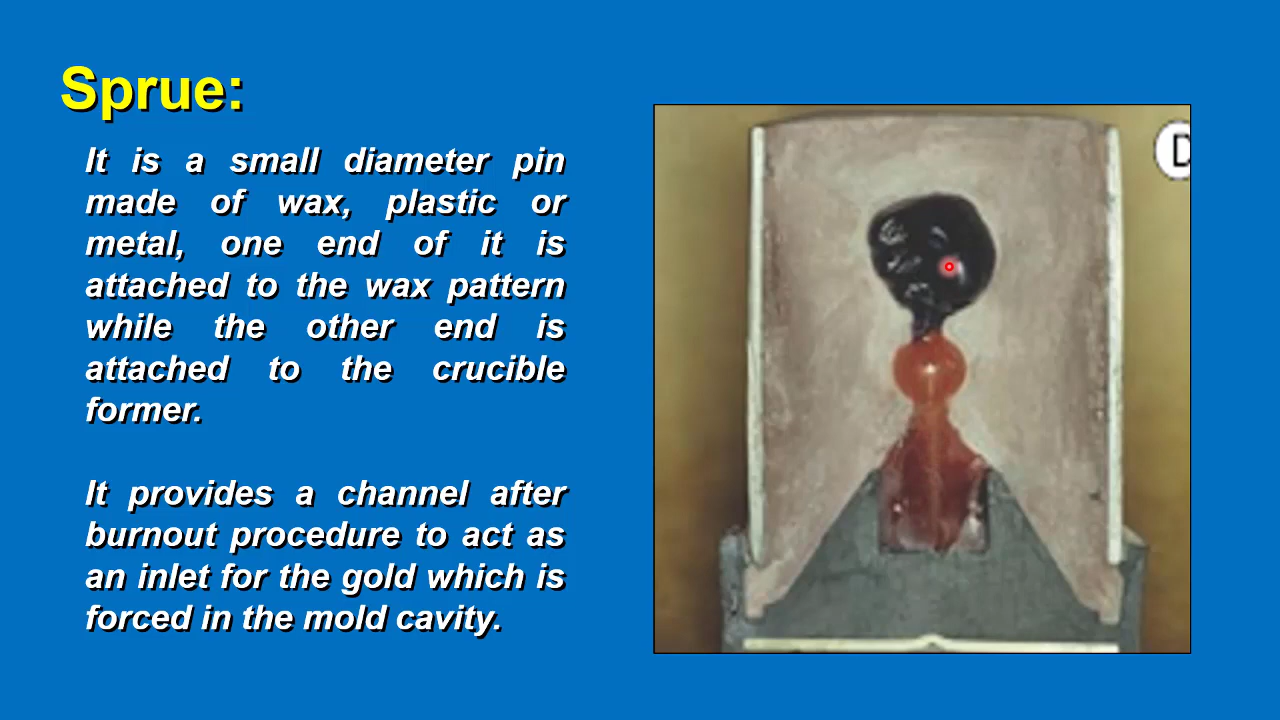 Sprue:
It is a small diameter pin
made of wax, plastic or
metal, one end of it is
attached to the wax pattern
while the other end is
attached to the crucible
former.
It provides a channel after
burnout procedure to act as
an inlet for the gold which is
forced in the mold cavity.
D